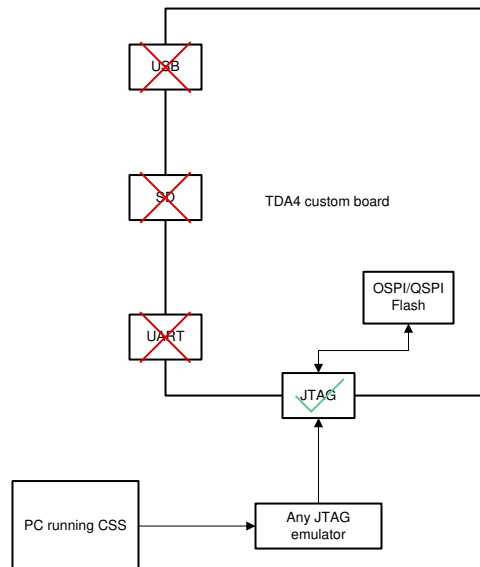 USB
SD
TDA4 custom board
OSPI/QSPI
Flash
UART
JTAG
PC running CSS
Any JTAG
emulator